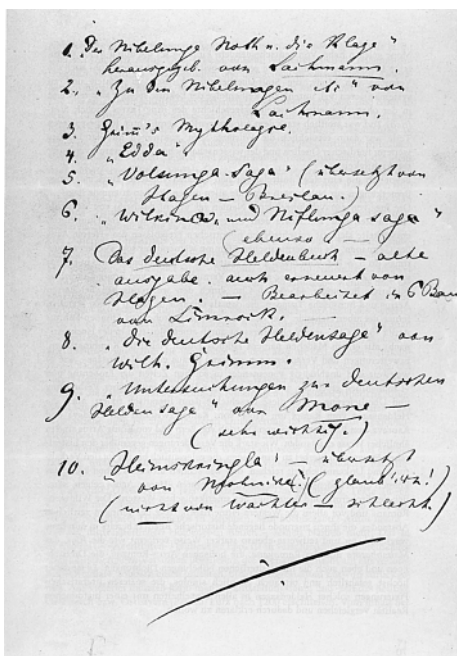 1. "Der Nibelunge Noth u. die Klage"
herausgegeb. von Lachmann.
2. "Zu den Nibelungen etc" von
Lachmann.
3. Grimm's Mythologie.
4. "Edda"
5. "Volsunga-saga" (übersetzt von
Hagen – Breslau.)
6. "Wilkina- und Niflunga saga"
(ebenso –
7. Das deutsche Heldenbuch – alte
ausgabe. auch erneuert von
Hagen. – Bearbeitet in 6 Bän
von Simrock.
8. "die deutsche Heldensage" von
Wilh. Grimm.
9. "Untersuchungen zur deutschen
Heldensage" von Mone –
(sehr wichtig.)
10. "Heimskringla" – übersetzt
von Mohnike. (glaub' ich!)
(nicht von Wachter – schlecht.)